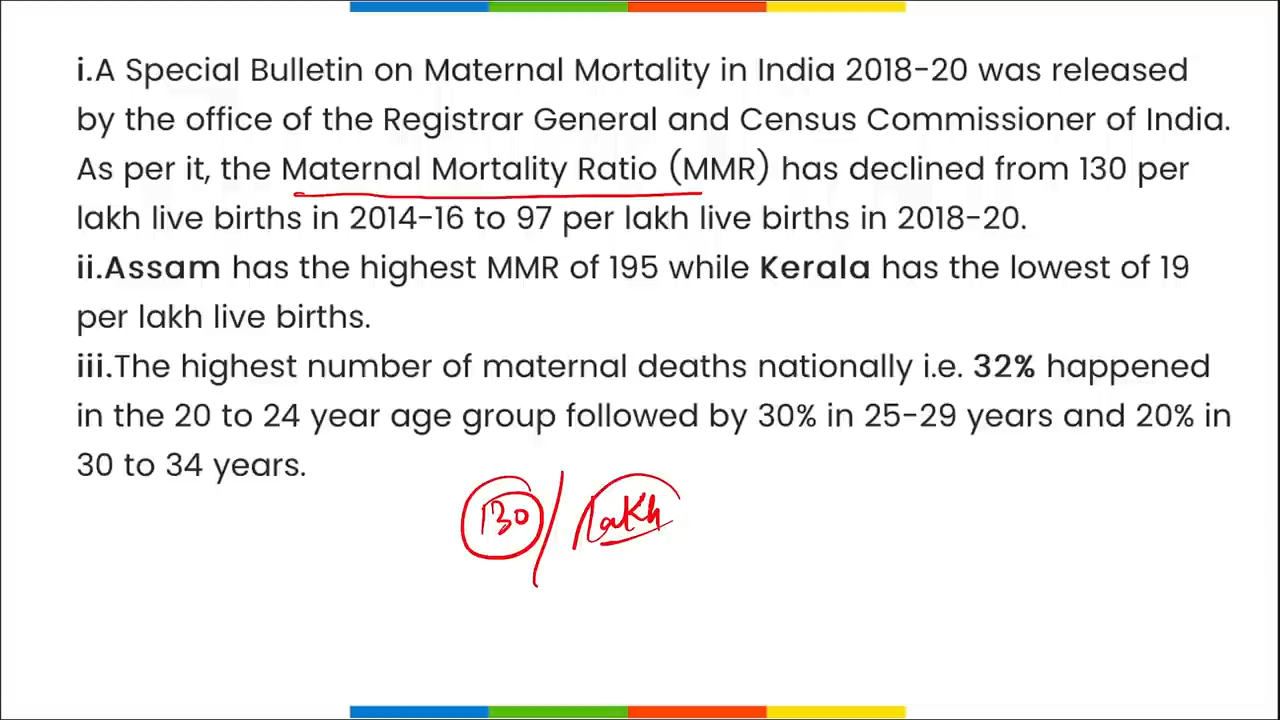 i.A Special Bulletin on Maternal Mortality in India 2018-20 was released
by the office of the Registrar General and Census Commissioner of India.
As per it, the Maternal Mortality Ratio (MMR) has declined from 130 per
lakh live births in 2014-16 to 97 per lakh live births in 2018-20.
ii.Assam has the highest MMR of 195 while Kerala has the lowest of 19
per lakh live births.
iii.The highest number of maternal deaths nationally i.e. 32% happened
in the 20 to 24 year age group followed by 30% in 25-29 years and 20% in
30 to 34 years.
130 / Lakh